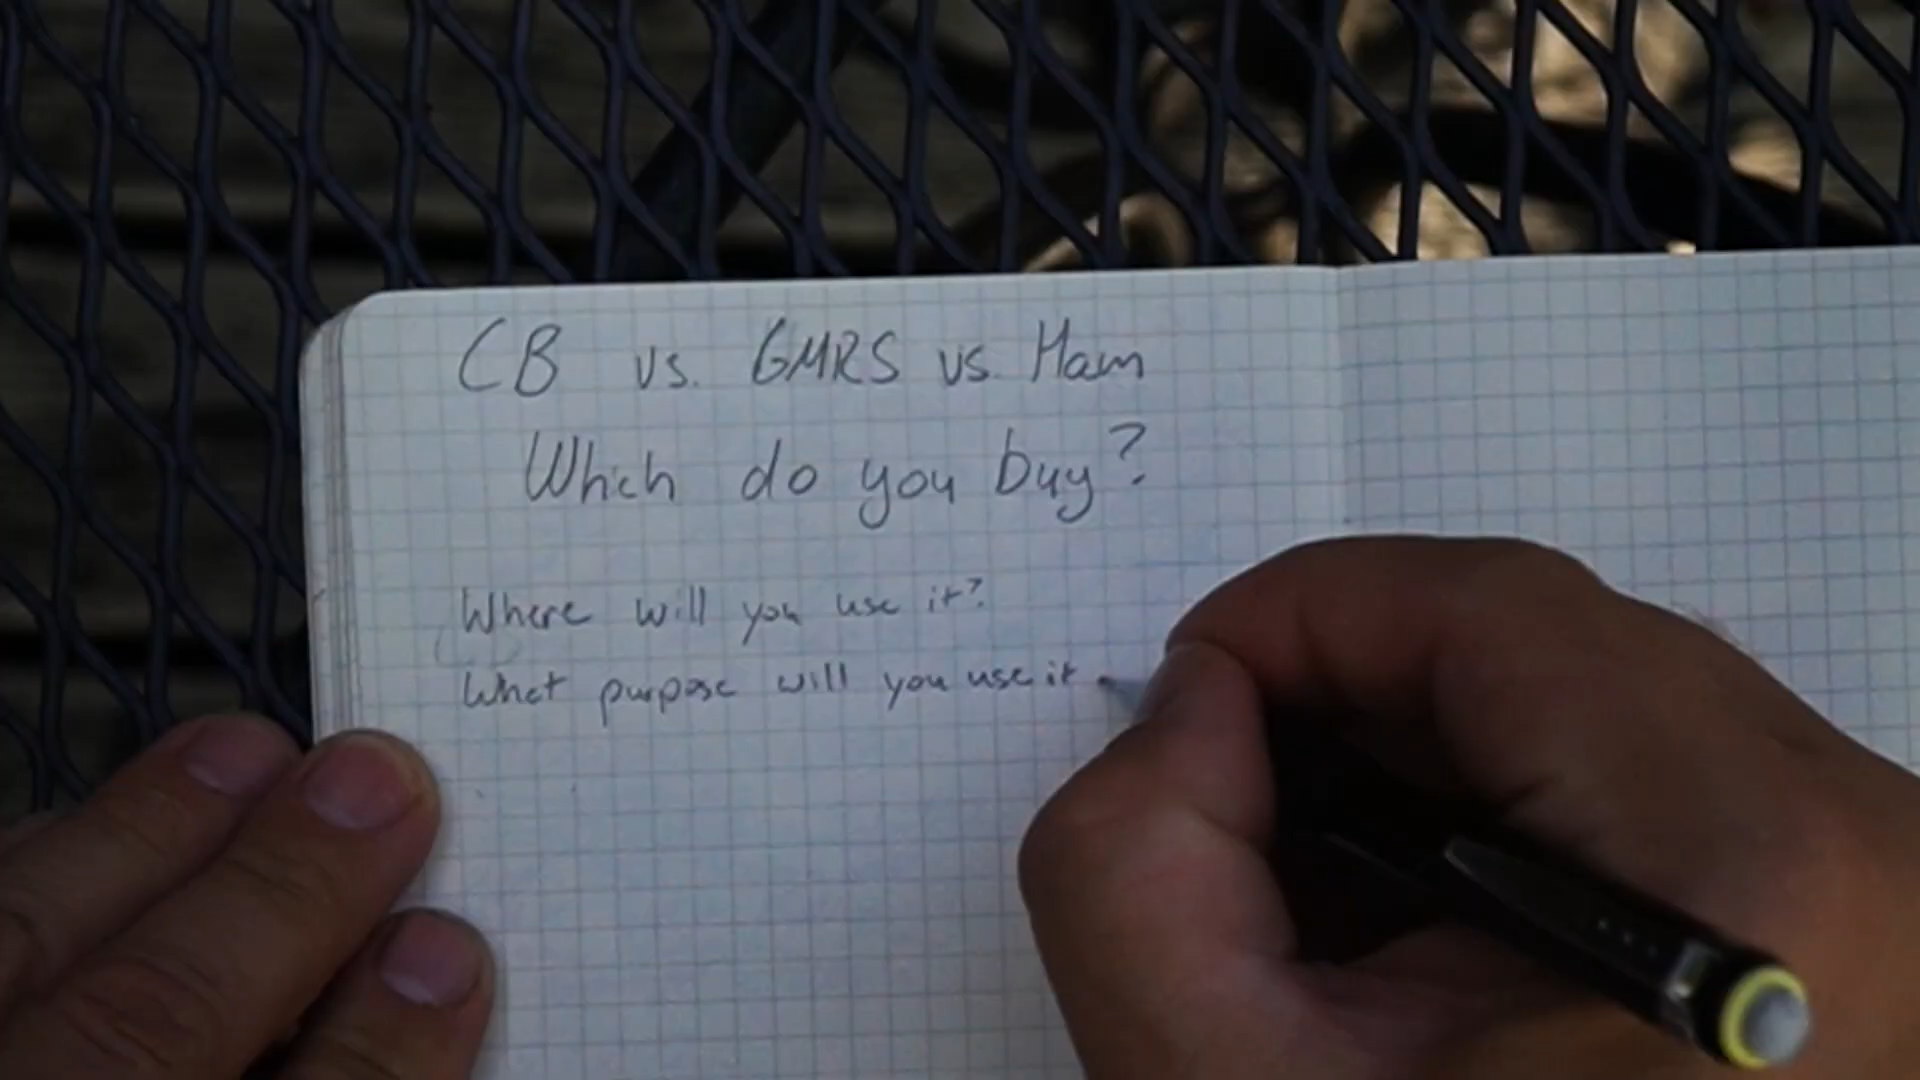 CB vs. GMRS vs. Ham
Which do you buy?
Where will you use it?
What purpose will you use it